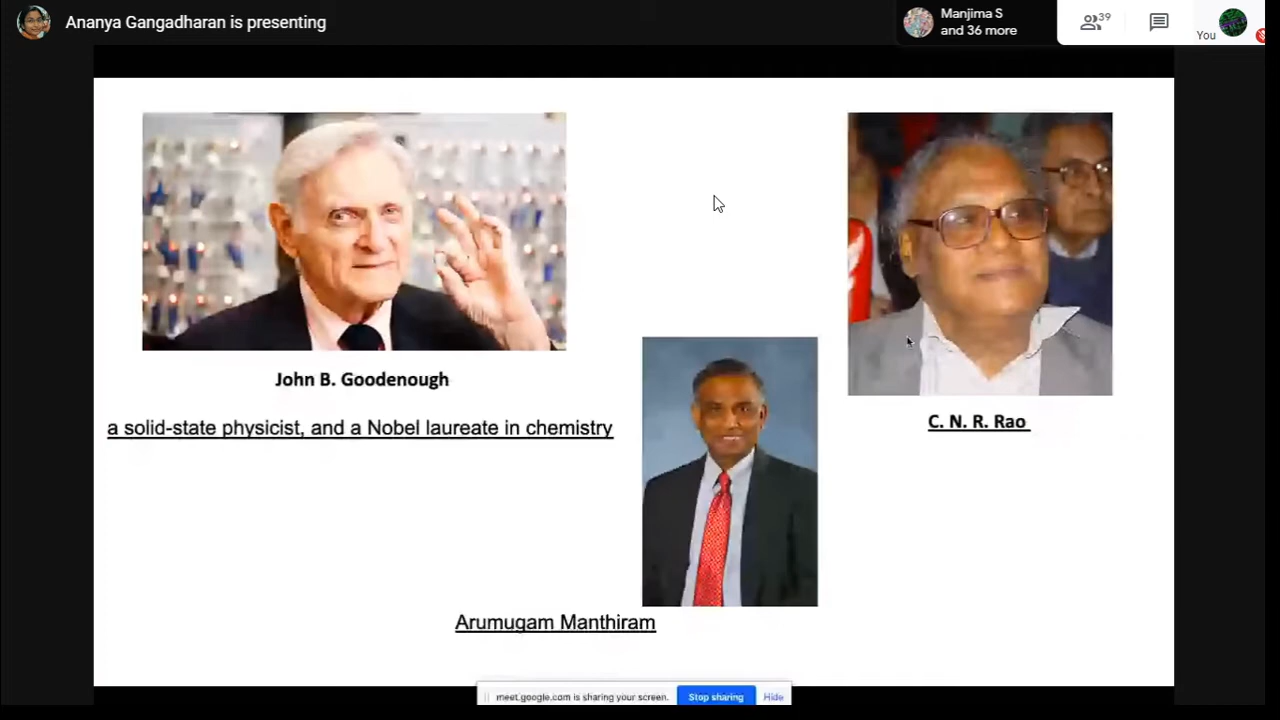 Ananya Gangadharan is presenting
Manjima S
and 36 more
39
You
John B. Goodenough
a solid-state physicist, and a Nobel laureate in chemistry
C. N. R. Rao
Arumugam Manthiram
meet.google.com is sharing your screen.
Stop sharing
Hide